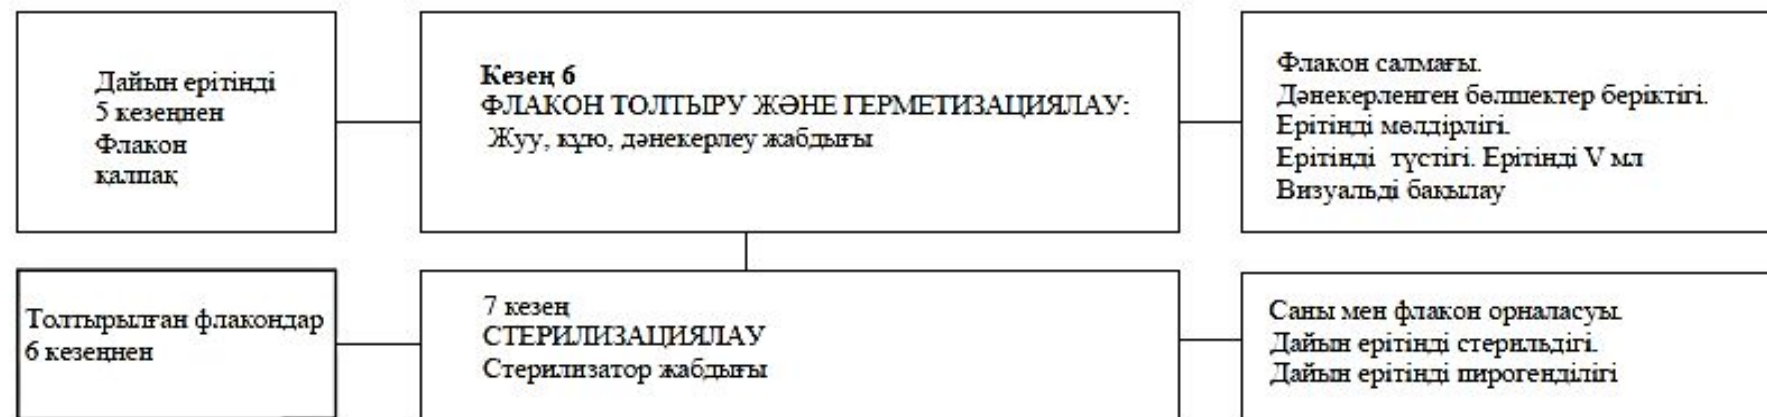 Дайын ерітінді
5 кезеңнен
Флакон
қалпақ
Кезең 6
ФЛАКОН ТОЛТЫРУ ЖӘНЕ ГЕРМЕТИЗАЦИЯЛАУ:
Жуу, құю, дәнекерлеу жабдығы
Флакон салмағы.
Дәнекерленген бөлшектер беріктігі.
Ерітінді мөлдірлігі.
Ерітінді түстігі. Ерітінді V мл
Визуальді бақылау
Толтырылған флакондар
6 кезеңнен
7 кезең
СТЕРИЛИЗАЦИЯЛАУ
Стерилизатор жабдығы
Саны мен флакон орналасуы.
Дайын ерітінді стерильдігі.
Дайын ерітінді пирогенділігі